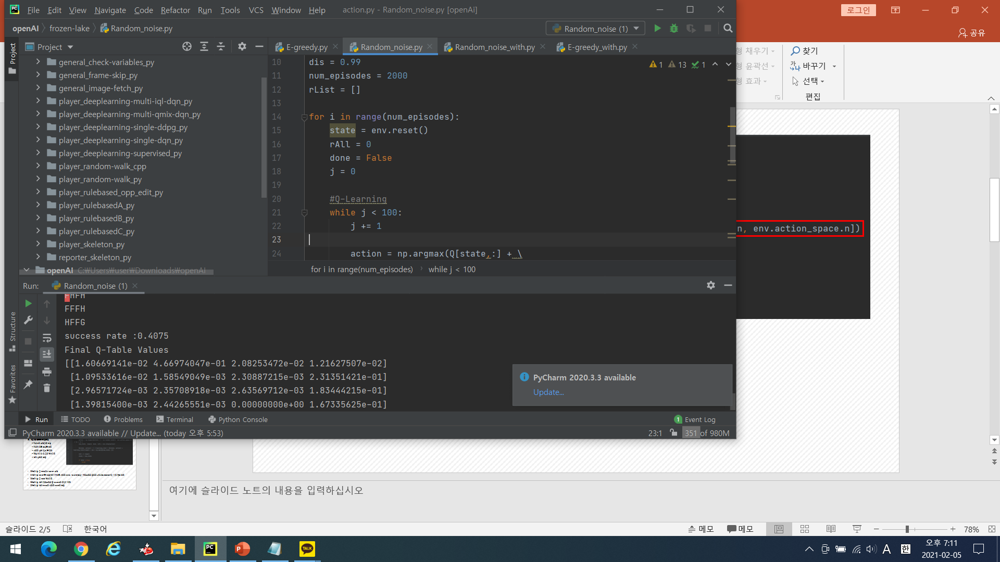 File Edit View Navigate Code Refactor Run Tools VCS Window Help action.py - Random_noise.py [openAi]
로그인
openAI frozen-lake Random_noise.py
Random_noise (1)
공유
Project
E-greedy.py Random_noise.py Random_noise_with.py E-greedy_with.py
Project
general_check-variables_py
general_frame-skip_py
general_image-fetch_py
player_deeplearning-multi-iql-dqn_py
player_deeplearning-multi-qmix-dqn_py
player_deeplearning-single-ddpg_py
player_deeplearning-single-dqn_py
player_deeplearning-supervised_py
player_random-walk_cpp
player_random-walk_py
player_rulebased_opp_edit_py
player_rulebasedA_py
player_rulebasedB_py
player_rulebasedC_py
player_skeleton_py
reporter_skeleton_py
openAI C:\Users\user\Downloads\openAI
10 dis = 0.99
1 13 1
11 num_episodes = 2000
12 rList = []
13
14 for i in range(num_episodes):
15 state = env.reset()
16 rAll = 0
17 done = False
18 j = 0
19
20 #Q-Learning
21 while j < 100:
22 j += 1
23
24 action = np.argmax(Q[state,:] + \
for i in range(num_episodes) › while j < 100
형 채우기
형 윤곽선
형 효과
찾기
바꾸기
선택
편집
n, env.action_space.n])
Run: Random_noise (1)
FHFH
FFFH
HFFG
success rate :0.4075
Final Q-Table Values
[[1.60669141e-02 4.66974047e-01 2.08253472e-02 1.21627507e-02]
[1.09533616e-02 1.58549049e-03 2.30887215e-03 2.31351421e-01]
[2.96571724e-03 2.35708918e-03 2.63569712e-03 1.83444215e-01]
[1.39815400e-03 2.44265551e-03 0.00000000e+00 1.67335625e-01]
Structure
Favorites
PyCharm 2020.3.3 available
Update...
Run TODO Problems Terminal Python Console
1 Event Log
PyCharm 2020.3.3 available // Update... (today 오후 5:53)
23:1 351 of 980M
여기에 슬라이드 노트의 내용을 입력하십시오
슬라이드 2/5 한국어
메모 메모 78%
PC
TALK
A 한
오후 7:11
2021-02-05